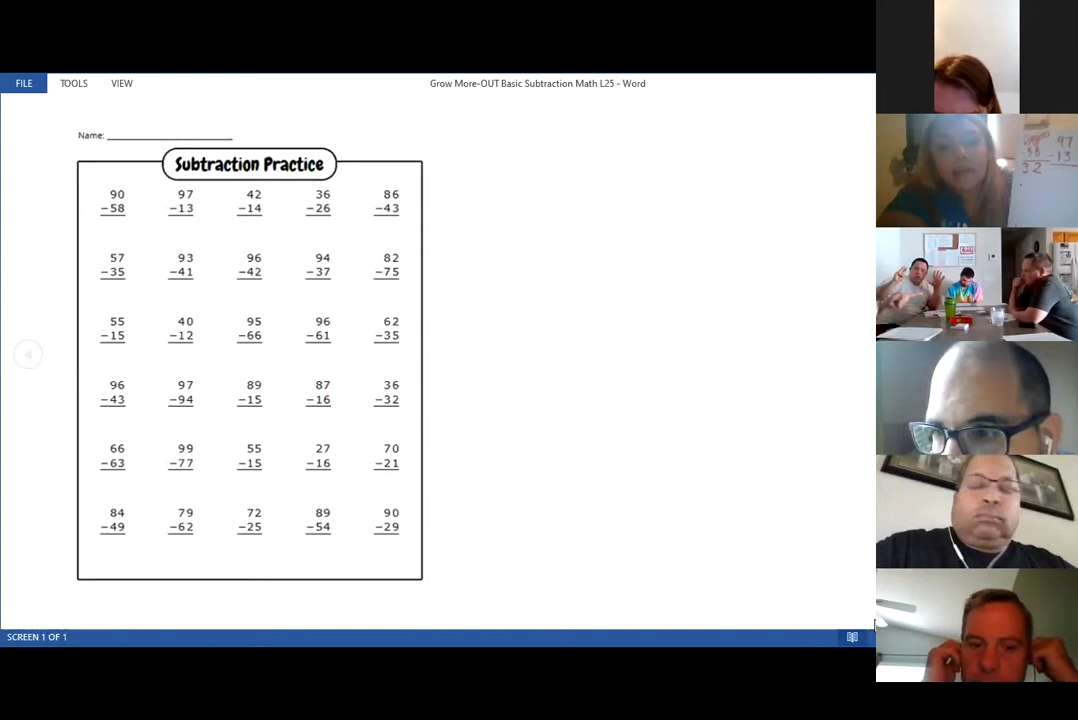 FILE TOOLS VIEW Grow More-OUT Basic Subtraction Math L25 - Word
Name: ____________________
Subtraction Practice
90 97 42 36 86
-58 -13 -14 -26 -43
57 93 96 94 82
-35 -41 -42 -37 -75
55 40 95 96 62
-15 -12 -66 -61 -35
96 97 89 87 36
-43 -94 -15 -16 -32
66 99 55 27 70
-63 -77 -15 -16 -21
84 79 72 89 90
-49 -62 -25 -54 -29
SCREEN 1 OF 1
97
-13
32